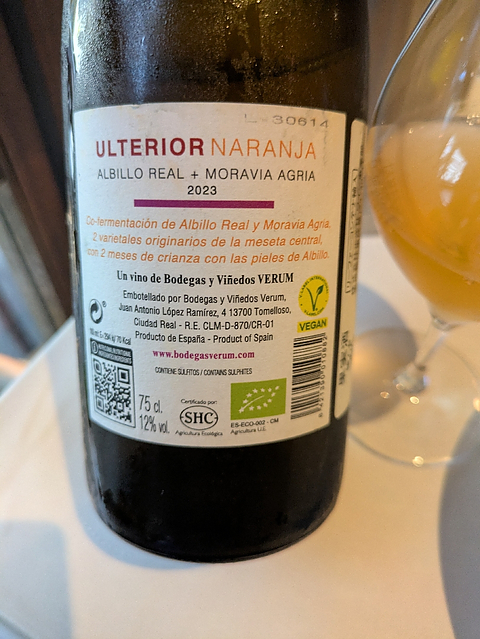 L-30614
ULTERIOR NARANJA
ALBILLO REAL + MORAVIA AGRIA
2023
Co-fermentación de Albillo Real y Moravia Agria,
2 varietales originarios de la meseta central,
con 2 meses de crianza con las pieles de Albillo.
Un vino de Bodegas y Viñedos VERUM
Embotellado por Bodegas y Viñedos Verum,
Juan Antonio López Ramírez, 4 13700 Tomelloso,
Ciudad Real - R.E. CLM-D-870/CR-01
Producto de España - Product of Spain
www.bodegasverum.com
CONTIENE SULFITOS / CONTAINS SULPHITES
VEGAN
75 cl.
12% vol.
Certificado por:
SHC
Agricultura Ecológica
ES-ECO-002 - CM
Agricultura U.E.